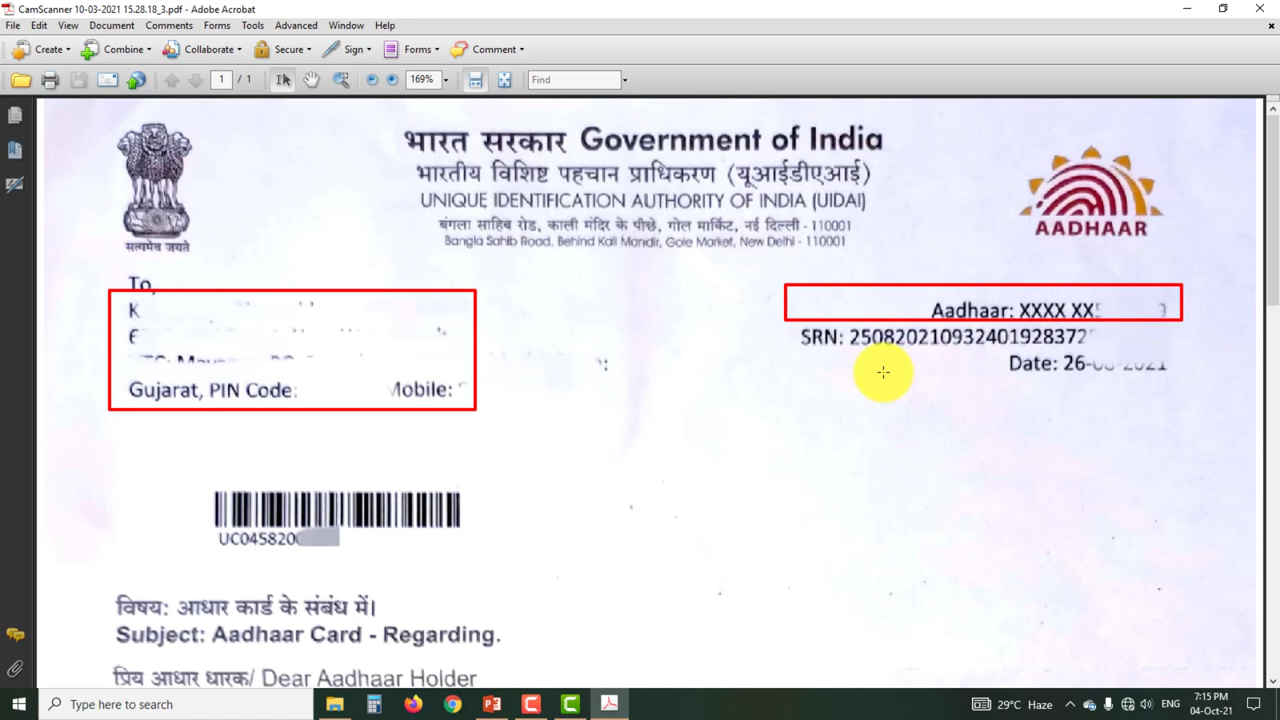 CamScanner 10-03-2021 15.28.18_3.pdf - Adobe Acrobat
File Edit View Document Comments Forms Tools Advanced Window Help
Create Combine Collaborate Secure Sign Forms Comment
1 / 1 169% Find
भारत सरकार Government of India
भारतीय विशिष्ट पहचान प्राधिकरण (यूआईडीएआई)
UNIQUE IDENTIFICATION AUTHORITY OF INDIA (UIDAI)
बंगला साहिब रोड, काली मंदिर के पीछे, गोल मार्किट, नई दिल्ली - 110001
Bangla Sahib Road, Behind Kali Mandir, Gole Market, New Delhi - 110001
सत्यमेव जयते
AADHAAR
To,
K
6
Gujarat, PIN Code: Mobile:
Aadhaar: XXXX XX
SRN: 250820210932401928372
Date: 26-08-2021
UC045820
विषय: आधार कार्ड के संबंध में।
Subject: Aadhaar Card - Regarding.
प्रिय आधार धारक/ Dear Aadhaar Holder
Type here to search
29°C Haze ENG 7:15 PM
04-Oct-21